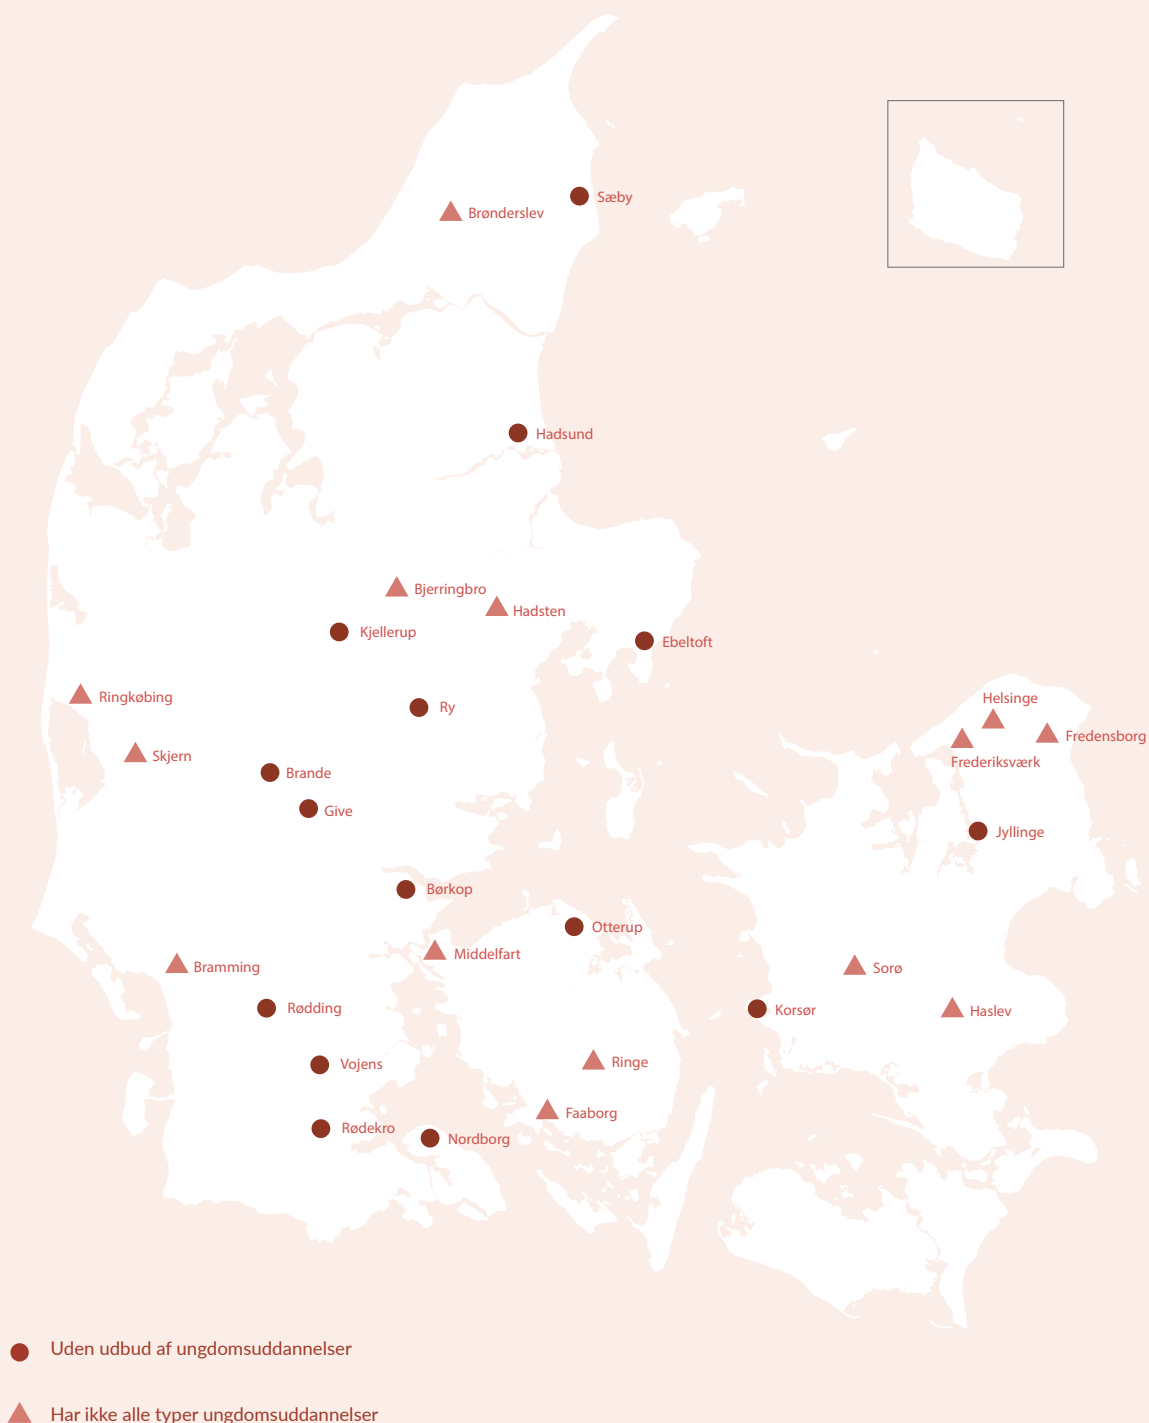 Sæby
Brønderslev
Hadsund
Bjerringbro
Hadsten
Kjellerup
Ebeltoft
Ringkøbing
Helsinge
Ry
Fredensborg
Skjern
Frederiksværk
Brande
Give
Jyllinge
Børkop
Otterup
Middelfart
Bramming
Sorø
Rødding
Korsør
Haslev
Vojens
Ringe
Faaborg
Rødekro
Nordborg
Uden udbud af ungdomsuddannelser
Har ikke alle typer ungdomsuddannelser